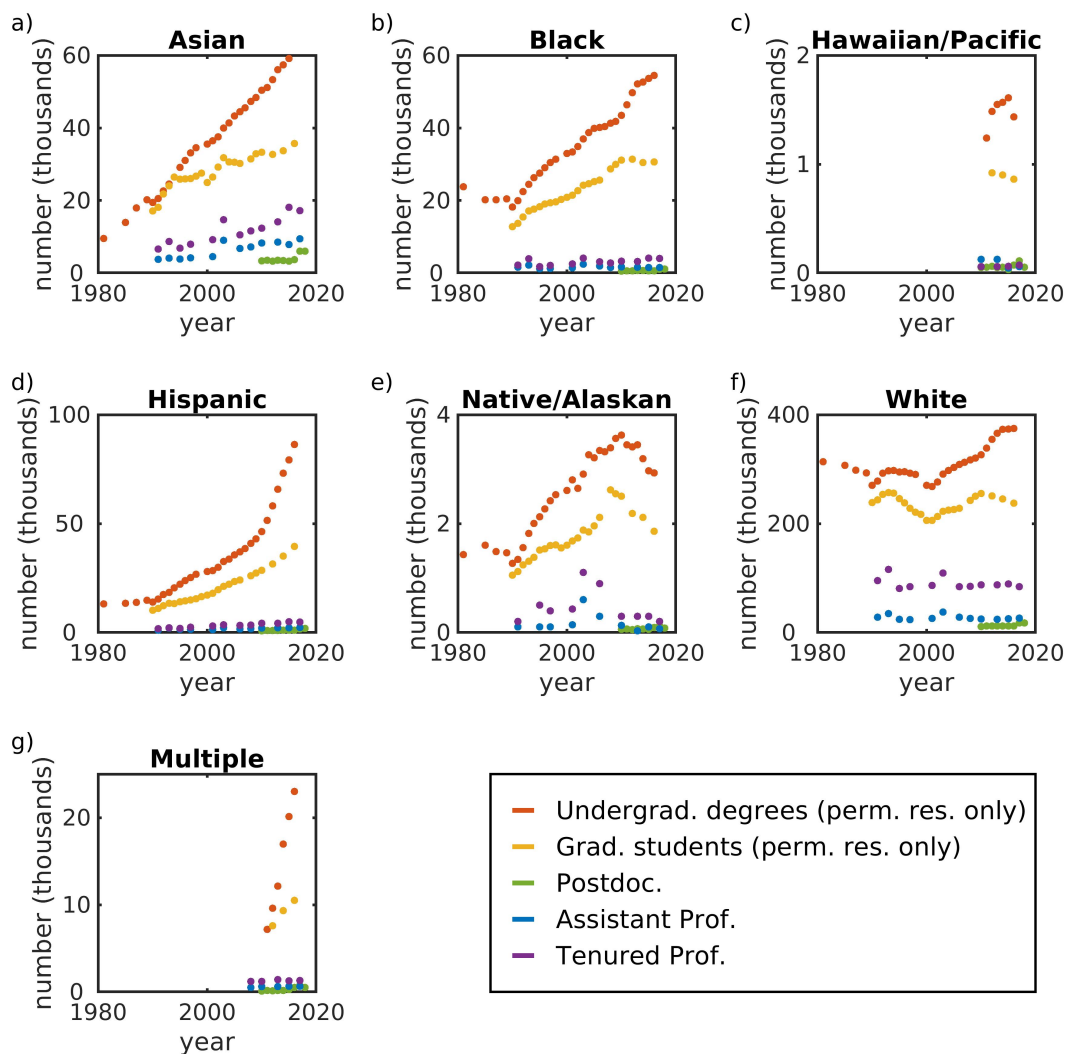 a)
Asian
60
40
20
0
1980
2000
2020
number (thousands)
year
b)
Black
60
40
20
0
1980
2000
2020
number (thousands)
year
c)
Hawaiian/Pacific
2
1
0
1980
2000
2020
number (thousands)
year
d)
Hispanic
100
50
0
1980
2000
2020
number (thousands)
year
e)
Native/Alaskan
4
2
0
1980
2000
2020
number (thousands)
year
f)
White
400
200
0
1980
2000
2020
number (thousands)
year
g)
Multiple
20
10
0
1980
2000
2020
number (thousands)
year
Undergrad. degrees (perm. res. only)
Grad. students (perm. res. only)
Postdoc.
Assistant Prof.
Tenured Prof.